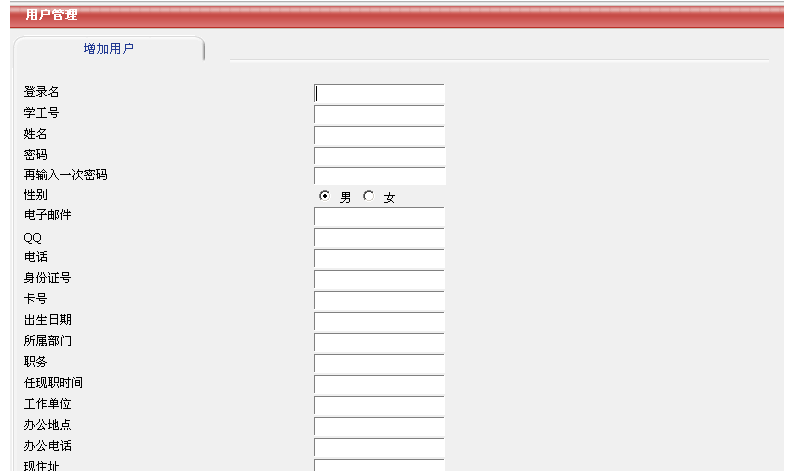 用户管理
增加用户
登录名
学工号
姓名
密码
再输入一次密码
性别 男 女
电子邮件
QQ
电话
身份证号
卡号
出生日期
所属部门
职务
任现职时间
工作单位
办公地点
办公电话
现住址